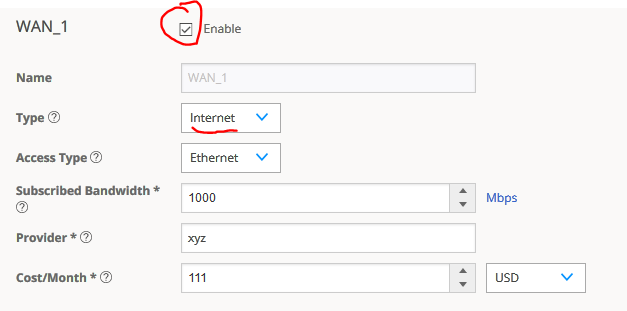 WAN_1 Enable
Name WAN_1
Type ? Internet
Access Type ? Ethernet
Subscribed Bandwidth * ? 1000 Mbps
Provider * ? xyz
Cost/Month * ? 111 USD